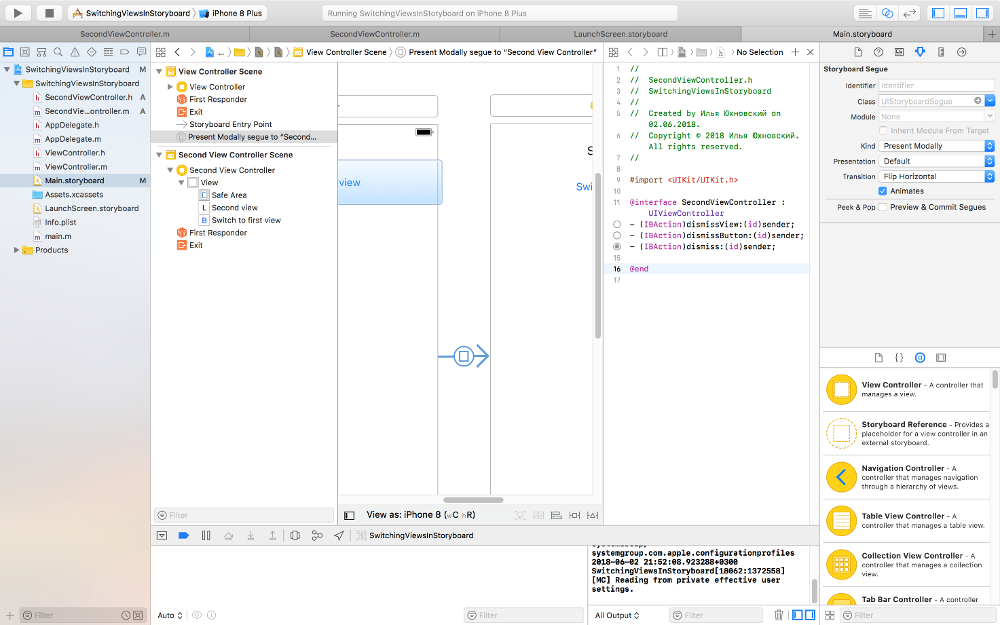 SwitchingViewsInStoryboard
iPhone 8 Plus
Running SwitchingViewsInStoryboard on iPhone 8 Plus
SecondViewController.m
SecondViewController.m
LaunchScreen.storyboard
Main.storyboard
... View Controller Scene Present Modally segue to “Second View Controller”
No Selection
SwitchingViewsInStoryboard M
SwitchingViewsInStoryboard
SecondViewController.h A
SecondVie...ontroller.m A
AppDelegate.h
AppDelegate.m
ViewController.h
ViewController.m
Main.storyboard M
Assets.xcassets
LaunchScreen.storyboard
Info.plist
main.m
Products
View Controller Scene
View Controller
First Responder
Exit
Storyboard Entry Point
Present Modally segue to “Second...
Second View Controller Scene
Second View Controller
View
Safe Area
L Second view
B Switch to first view
First Responder
Exit
Filter
view
S
Swi
View as: iPhone 8 (wC hR)
1 //
2 // SecondViewController.h
3 // SwitchingViewsInStoryboard
4 //
5 // Created by Илья Юхновский on
02.06.2018.
6 // Copyright © 2018 Илья Юхновский.
All rights reserved.
7 //
8
9 #import <UIKit/UIKit.h>
10
11 @interface SecondViewController :
UIViewController
- (IBAction)dismissView:(id)sender;
- (IBAction)dismissButton:(id)sender;
- (IBAction)dismiss:(id)sender;
15
16 @end
17
Storyboard Segue
Identifier Identifier
Class UIStoryboardSegue
Module None
Inherit Module From Target
Kind Present Modally
Presentation Default
Transition Flip Horizontal
Animates
Peek & Pop Preview & Commit Segues
View Controller - A controller that
manages a view.
Storyboard Reference - Provides a
placeholder for a view controller in an
external storyboard.
Navigation Controller - A
controller that manages navigation
through a hierarchy of views.
Table View Controller - A
controller that manages a table view.
Collection View Controller - A
controller that manages a collection
view.
Tab Bar Controller - A controller
SwitchingViewsInStoryboard
systemgroup.com.apple.configurationprofiles
2018-06-02 21:52:08.923288+0300
SwitchingViewsInStoryboard[18062:1372558]
[MC] Reading from private effective user
settings.
Filter
Auto
Filter
All Output
Filter
Filter